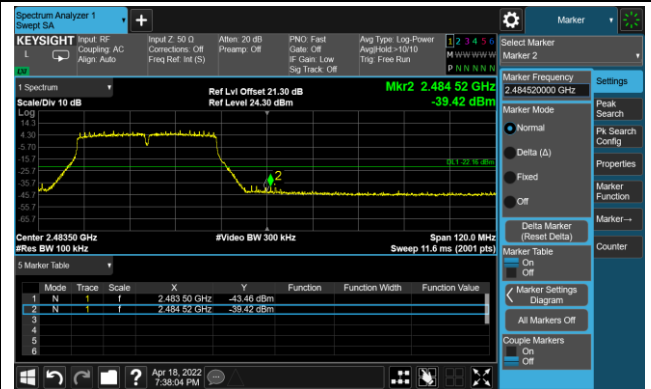 Spectrum Analyzer 1
Swept SA
Marker
KEYSIGHT
L
LXI
Input: RF
Coupling: AC
Align: Auto
Input Z: 50 Ω
Corrections: Off
Freq Ref: Int (S)
Atten: 20 dB
Preamp: Off
PNO: Fast
Gate: Off
IF Gain: Low
Sig Track: Off
Avg Type: Log-Power
Avg|Hold:>10/10
Trig: Free Run
1 2 3 4 5 6
M W W W W W
P N N N N N
Select Marker
Marker 2
1 Spectrum
Scale/Div 10 dB
Log
Ref Lvl Offset 21.30 dB
Ref Level 24.30 dBm
Mkr2 2.484 52 GHz
-39.42 dBm
14.3
4.30
-5.70
-15.7
-25.7
-35.7
-45.7
-55.7
-65.7
DL1 -22.16 dBm
2
Center 2.48350 GHz
#Res BW 100 kHz
#Video BW 300 kHz
Span 120.0 MHz
Sweep 11.6 ms (2001 pts)
5 Marker Table
Mode Trace Scale X Y Function Function Width Function Value
1 N 1 f 2.483 50 GHz -43.46 dBm
2 N 1 f 2.484 52 GHz -39.42 dBm
3
4
5
6
Marker Frequency
2.484520000 GHz
Marker Mode
Normal
Delta (Δ)
Fixed
Off
Delta Marker
(Reset Delta)
Marker Table
On
Off
Marker Settings
Diagram
All Markers Off
Couple Markers
On
Off
Settings
Peak
Search
Pk Search
Config
Properties
Marker
Function
Marker→
Counter
?
Apr 18, 2022
7:38:04 PM